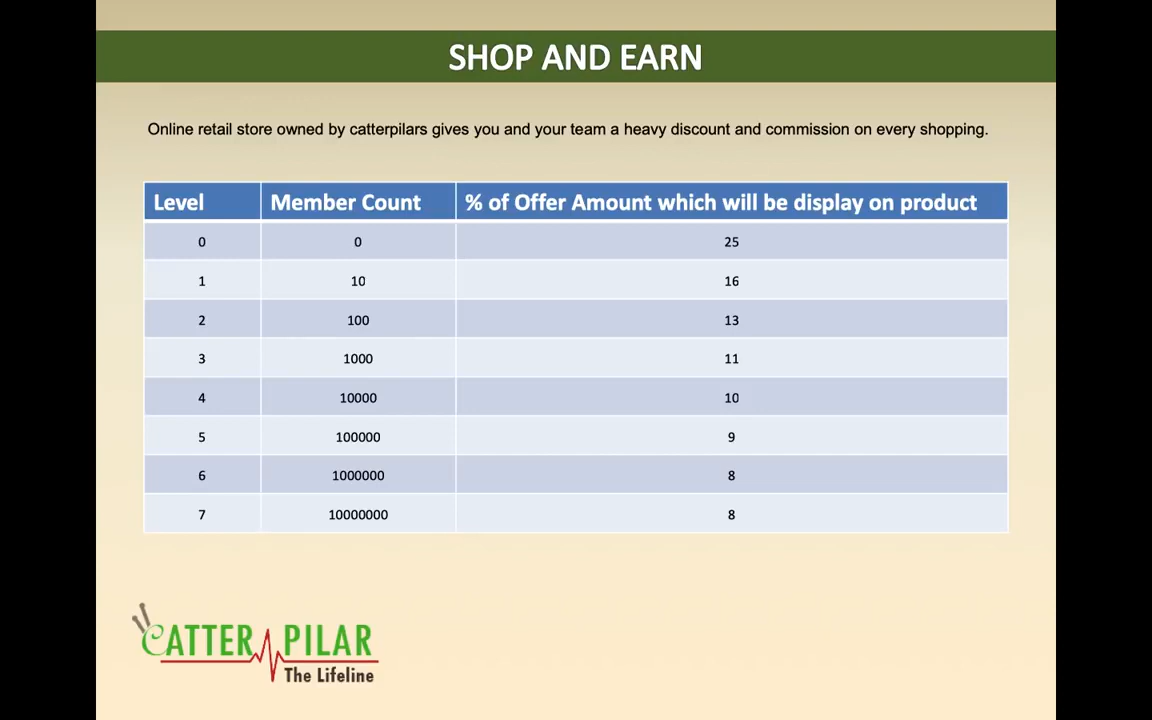 SHOP AND EARN
Online retail store owned by catterpilars gives you and your team a heavy discount and commission on every shopping.
Level Member Count % of Offer Amount which will be display on product
0 0 25
1 10 16
2 100 13
3 1000 11
4 10000 10
5 100000 9
6 1000000 8
7 10000000 8
CATTER PILAR
The Lifeline